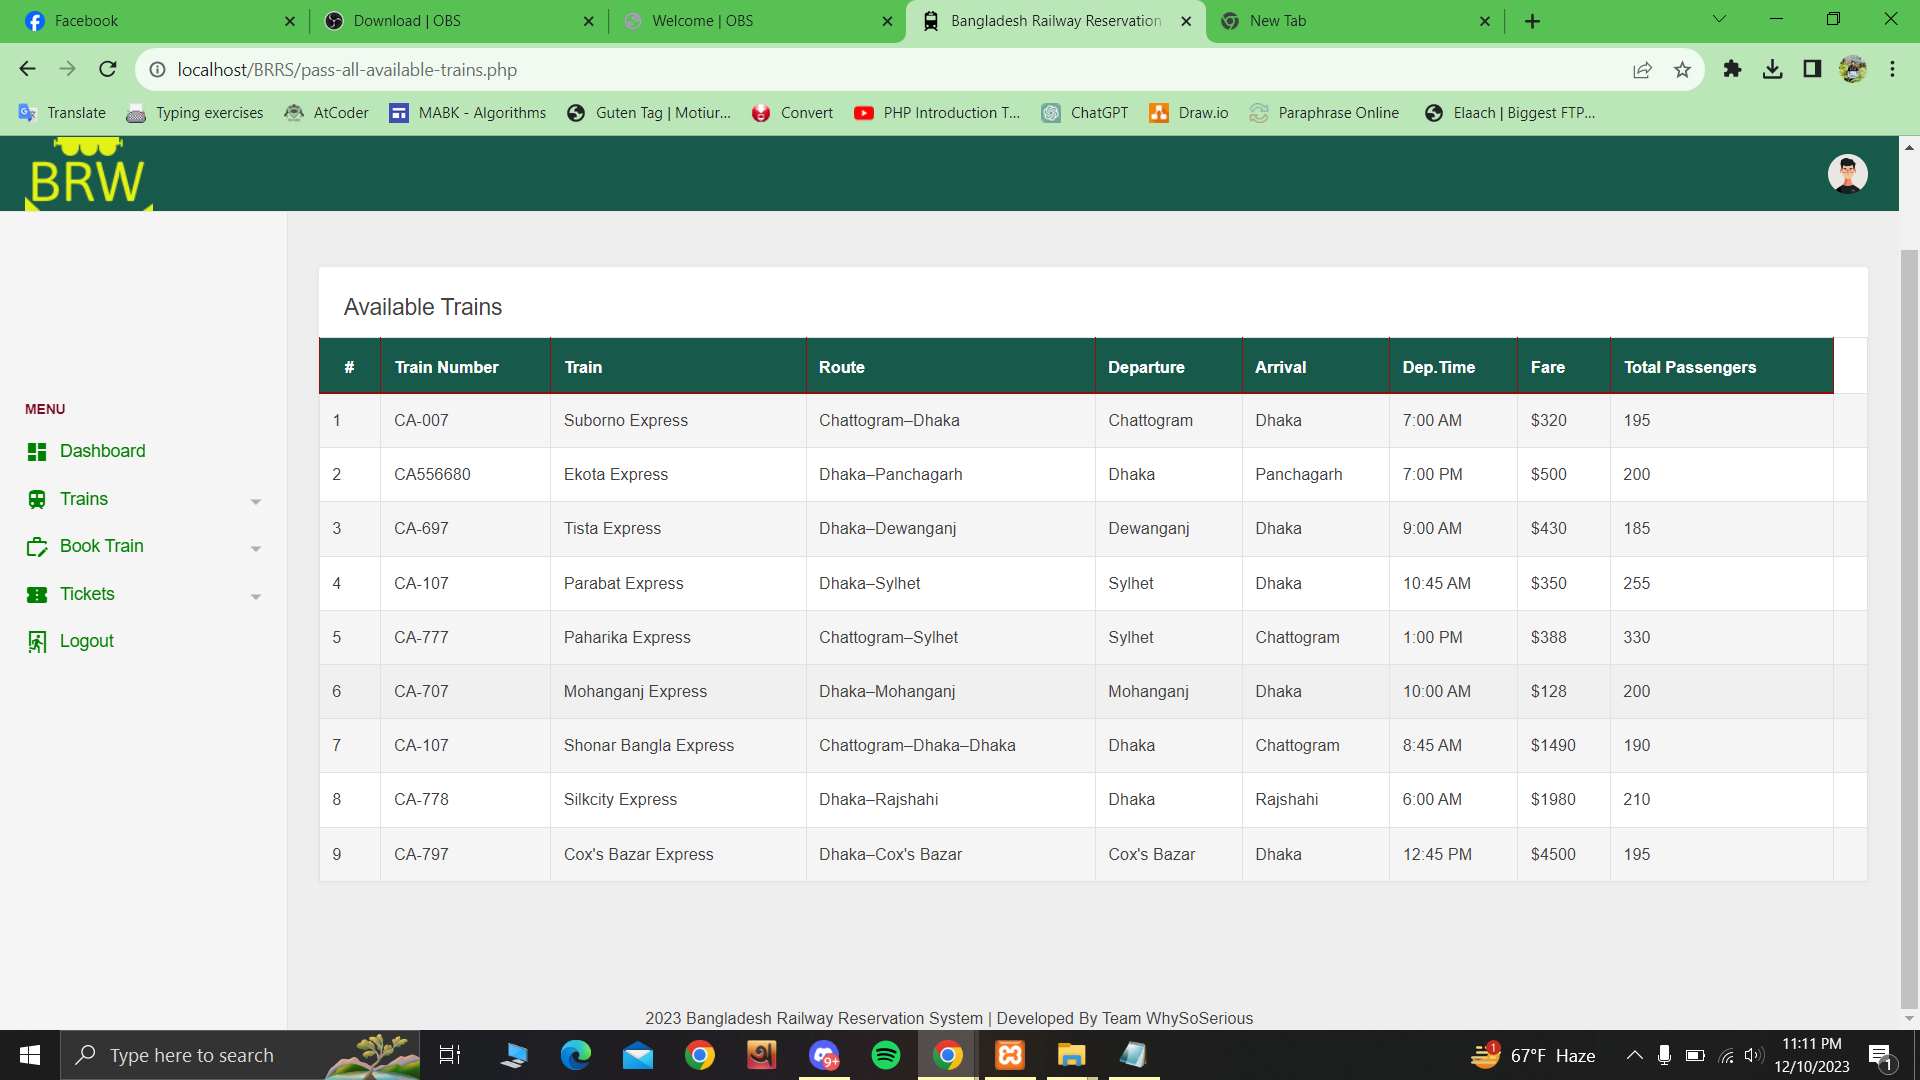 Facebook
Download | OBS
Welcome | OBS
Bangladesh Railway Reservation
New Tab
localhost/BRRS/pass-all-available-trains.php
Translate Typing exercises AtCoder MABK - Algorithms Guten Tag | Motiur... Convert PHP Introduction T... ChatGPT Draw.io Paraphrase Online Elaach | Biggest FTP...
BRW
MENU
Dashboard
Trains
Book Train
Tickets
Logout
Available Trains
# Train Number Train Route Departure Arrival Dep.Time Fare Total Passengers
1 CA-007 Suborno Express Chattogram–Dhaka Chattogram Dhaka 7:00 AM $320 195
2 CA556680 Ekota Express Dhaka–Panchagarh Dhaka Panchagarh 7:00 PM $500 200
3 CA-697 Tista Express Dhaka–Dewanganj Dewanganj Dhaka 9:00 AM $430 185
4 CA-107 Parabat Express Dhaka–Sylhet Sylhet Dhaka 10:45 AM $350 255
5 CA-777 Paharika Express Chattogram–Sylhet Sylhet Chattogram 1:00 PM $388 330
6 CA-707 Mohanganj Express Dhaka–Mohanganj Mohanganj Dhaka 10:00 AM $128 200
7 CA-107 Shonar Bangla Express Chattogram–Dhaka–Dhaka Dhaka Chattogram 8:45 AM $1490 190
8 CA-778 Silkcity Express Dhaka–Rajshahi Dhaka Rajshahi 6:00 AM $1980 210
9 CA-797 Cox's Bazar Express Dhaka–Cox's Bazar Cox's Bazar Dhaka 12:45 PM $4500 195
2023 Bangladesh Railway Reservation System | Developed By Team WhySoSerious
Type here to search
9+
1
67°F Haze
11:11 PM
12/10/2023
1